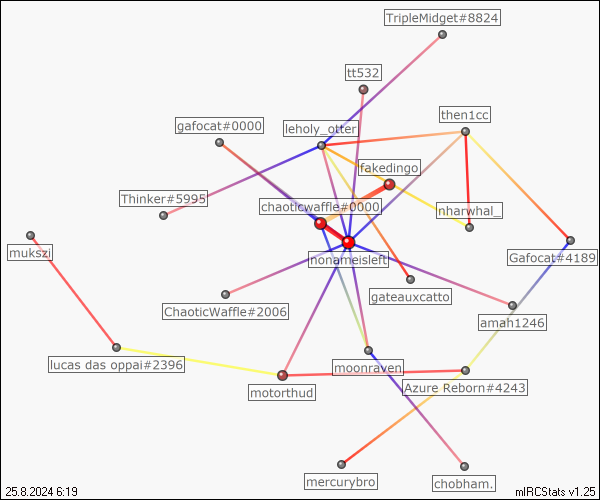 TripleMidget#8824
tt532
then1cc
gafocat#0000
leholy_otter
fakedingo
Thinker#5995
chaoticwaffle#0000
nharwhal_
mukszi
nonameisleft
Gafocat#4189
ChaoticWaffle#2006
gateauxcatto
amah1246
lucas das oppai#2396
moonraven
motorthud
Azure Reborn#4243
mercurybro
chobham.
25.8.2024 6:19
mIRCStats v1.25